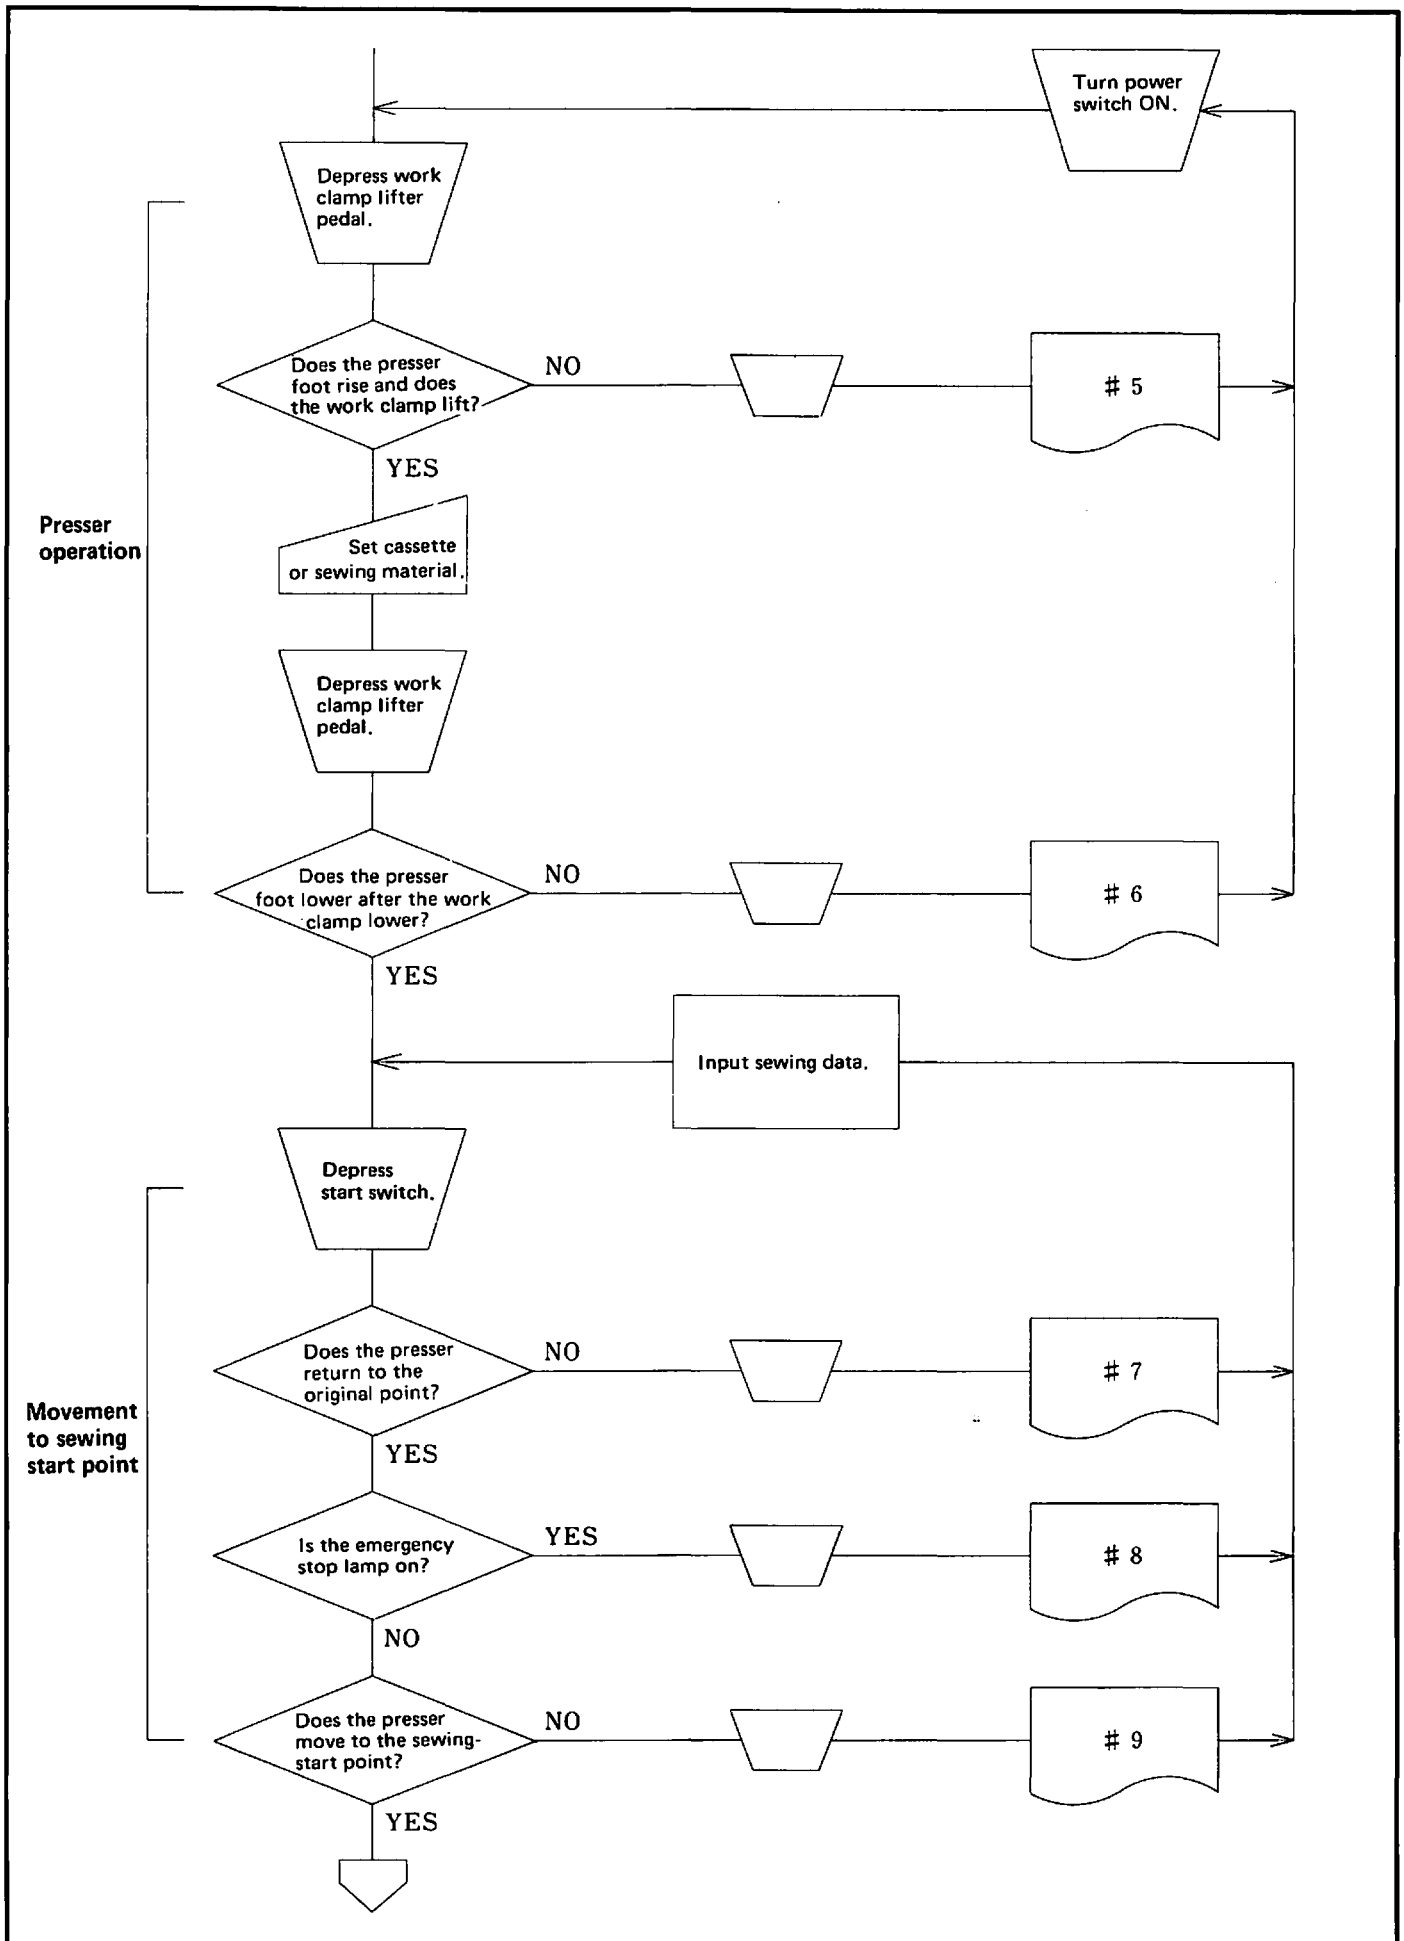 Turn power
switch ON.
Depress work
clamp lifter
pedal.
Does the presser
foot rise and does
the work clamp lift?
NO
# 5
YES
Presser
operation
Set cassette
or sewing material.
Depress work
clamp lifter
pedal.
Does the presser
foot lower after the work
clamp lower?
NO
# 6
YES
Input sewing data.
Depress
start switch.
Does the presser
return to the
original point?
NO
# 7
Movement
to sewing
start point
YES
Is the emergency
stop lamp on?
YES
# 8
NO
Does the presser
move to the sewing-
start point?
NO
# 9
YES